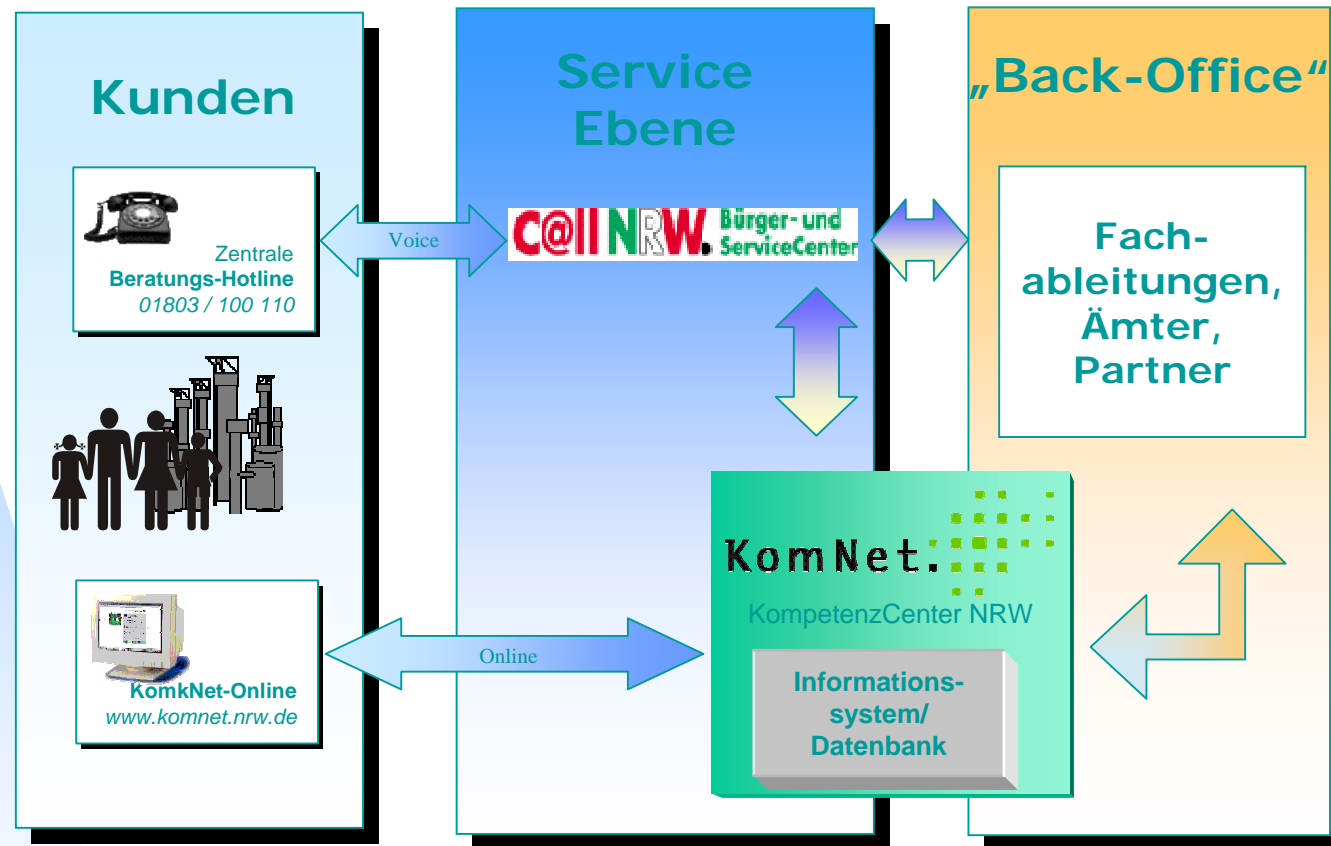 Kunden
Zentrale
Beratungs-Hotline
01803 / 100 110
KomkNet-Online
www.komnet.nrw.de
Voice
Online
Service
Ebene
C@ll NRW. Bürger- und
ServiceCenter
KomNet.
KompetenzCenter NRW
Informations-
system/
Datenbank
„Back-Office“
Fach-
ableitungen,
Ämter,
Partner